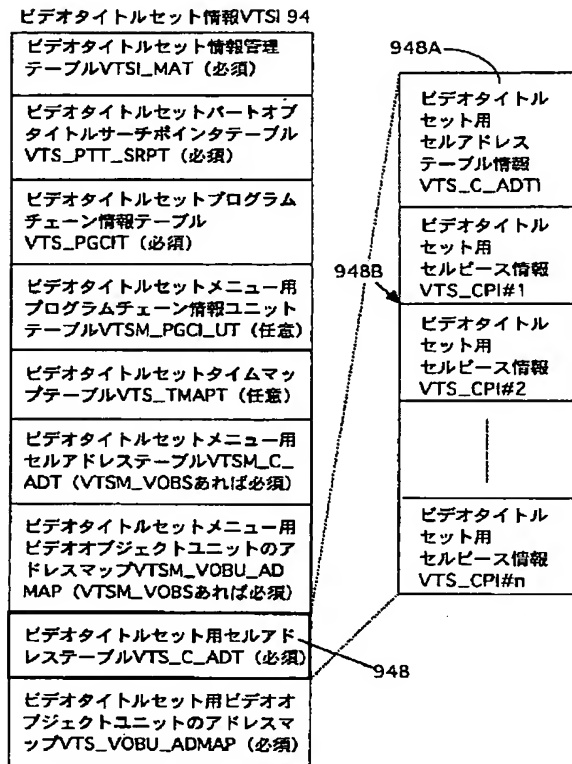 ビデオタイトルセット情報VTSI 94
ビデオタイトルセット情報管理
テーブルVTSI_MAT（必須）
ビデオタイトルセットパートオブ
タイトルサーチポインタテーブル
VTS_PTT_SRPT（必須）
ビデオタイトルセットプログラム
チェーン情報テーブル
VTS_PGCIT（必須）
ビデオタイトルセットメニュー用
プログラムチェーン情報ユニット
テーブルVTSM_PGCI_UT（任意）
ビデオタイトルセットタイムマッ
プテーブルVTS_TMAPT（任意）
ビデオタイトルセットメニュー用
セルアドレステーブルVTSM_C_
ADT（VTSM_VOBSあれば必須）
ビデオタイトルセットメニュー用
ビデオオブジェクトユニットのア
ドレスマップVTSM_VOBU_AD
MAP（VTSM_VOBSあれば必須）
ビデオタイトルセット用セルアド
レステーブルVTS_C_ADT（必須）
ビデオタイトルセット用ビデオオ
ブジェクトユニットのアドレスマ
ップVTS_VOBU_ADMAP（必須）
948A
ビデオタイトル
セット用
セルアドレス
テーブル情報
VTS_C_ADTI
948B
ビデオタイトル
セット用
セルピース情報
VTS_CPI#1
ビデオタイトル
セット用
セルピース情報
VTS_CPI#2
ビデオタイトル
セット用
セルピース情報
VTS_CPI#n
948